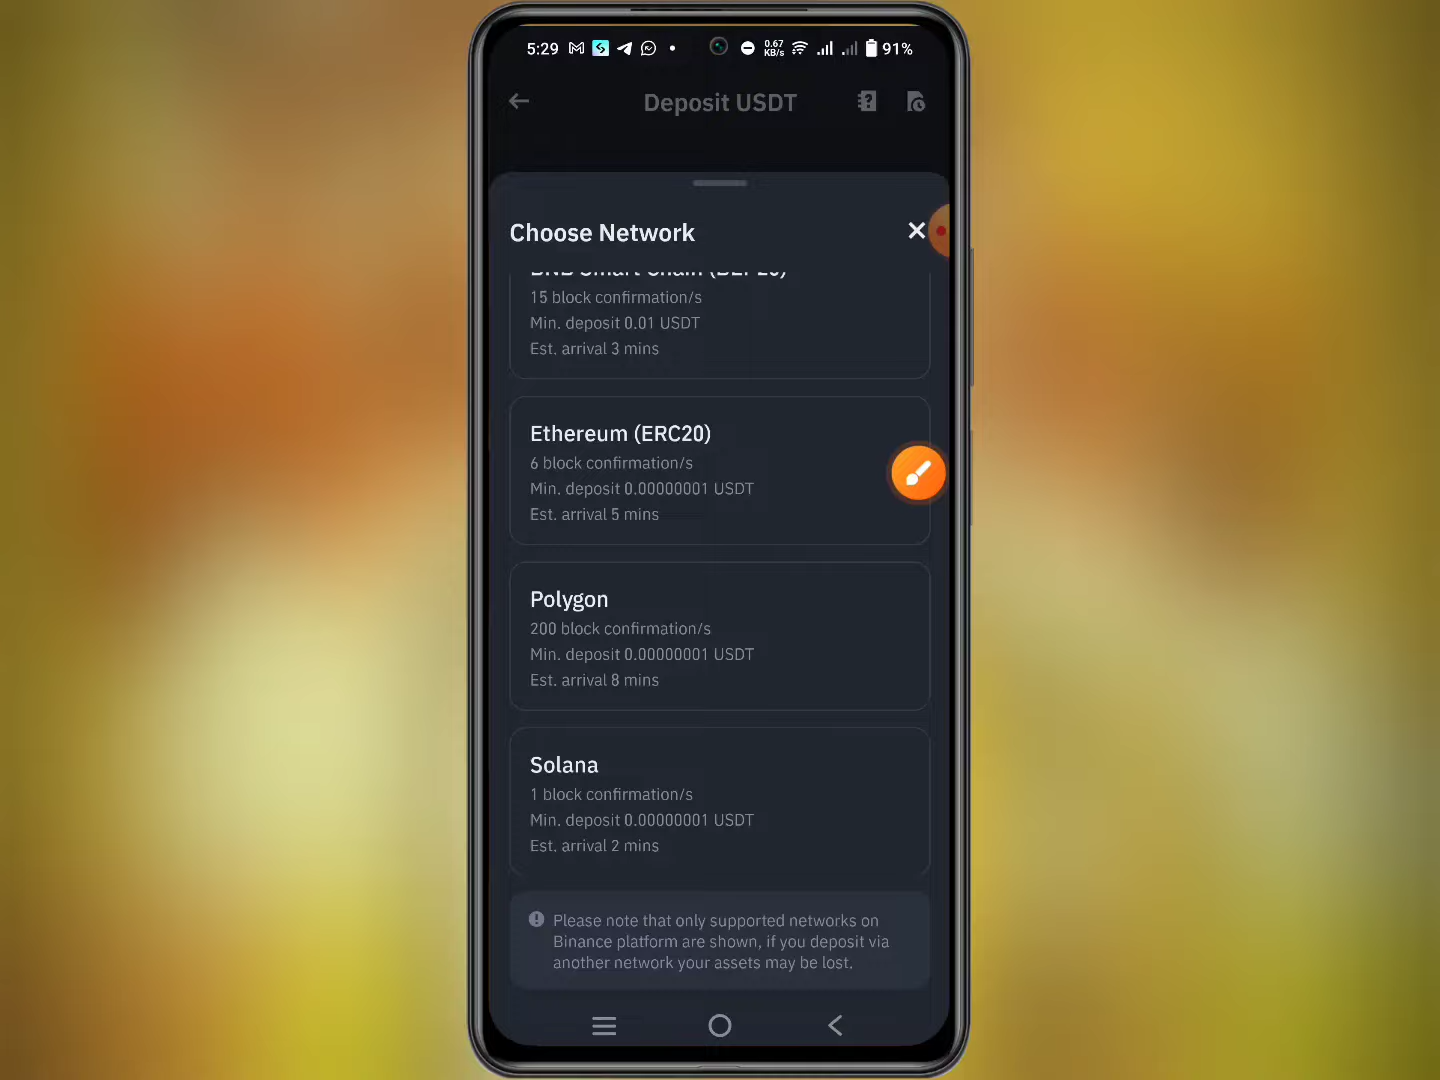 5:29
0.67
KB/s
91%
Deposit USDT
Choose Network
BNB Smart Chain (BEP20)
15 block confirmation/s
Min. deposit 0.01 USDT
Est. arrival 3 mins
Ethereum (ERC20)
6 block confirmation/s
Min. deposit 0.00000001 USDT
Est. arrival 5 mins
Polygon
200 block confirmation/s
Min. deposit 0.00000001 USDT
Est. arrival 8 mins
Solana
1 block confirmation/s
Min. deposit 0.00000001 USDT
Est. arrival 2 mins
Please note that only supported networks on
Binance platform are shown, if you deposit via
another network your assets may be lost.